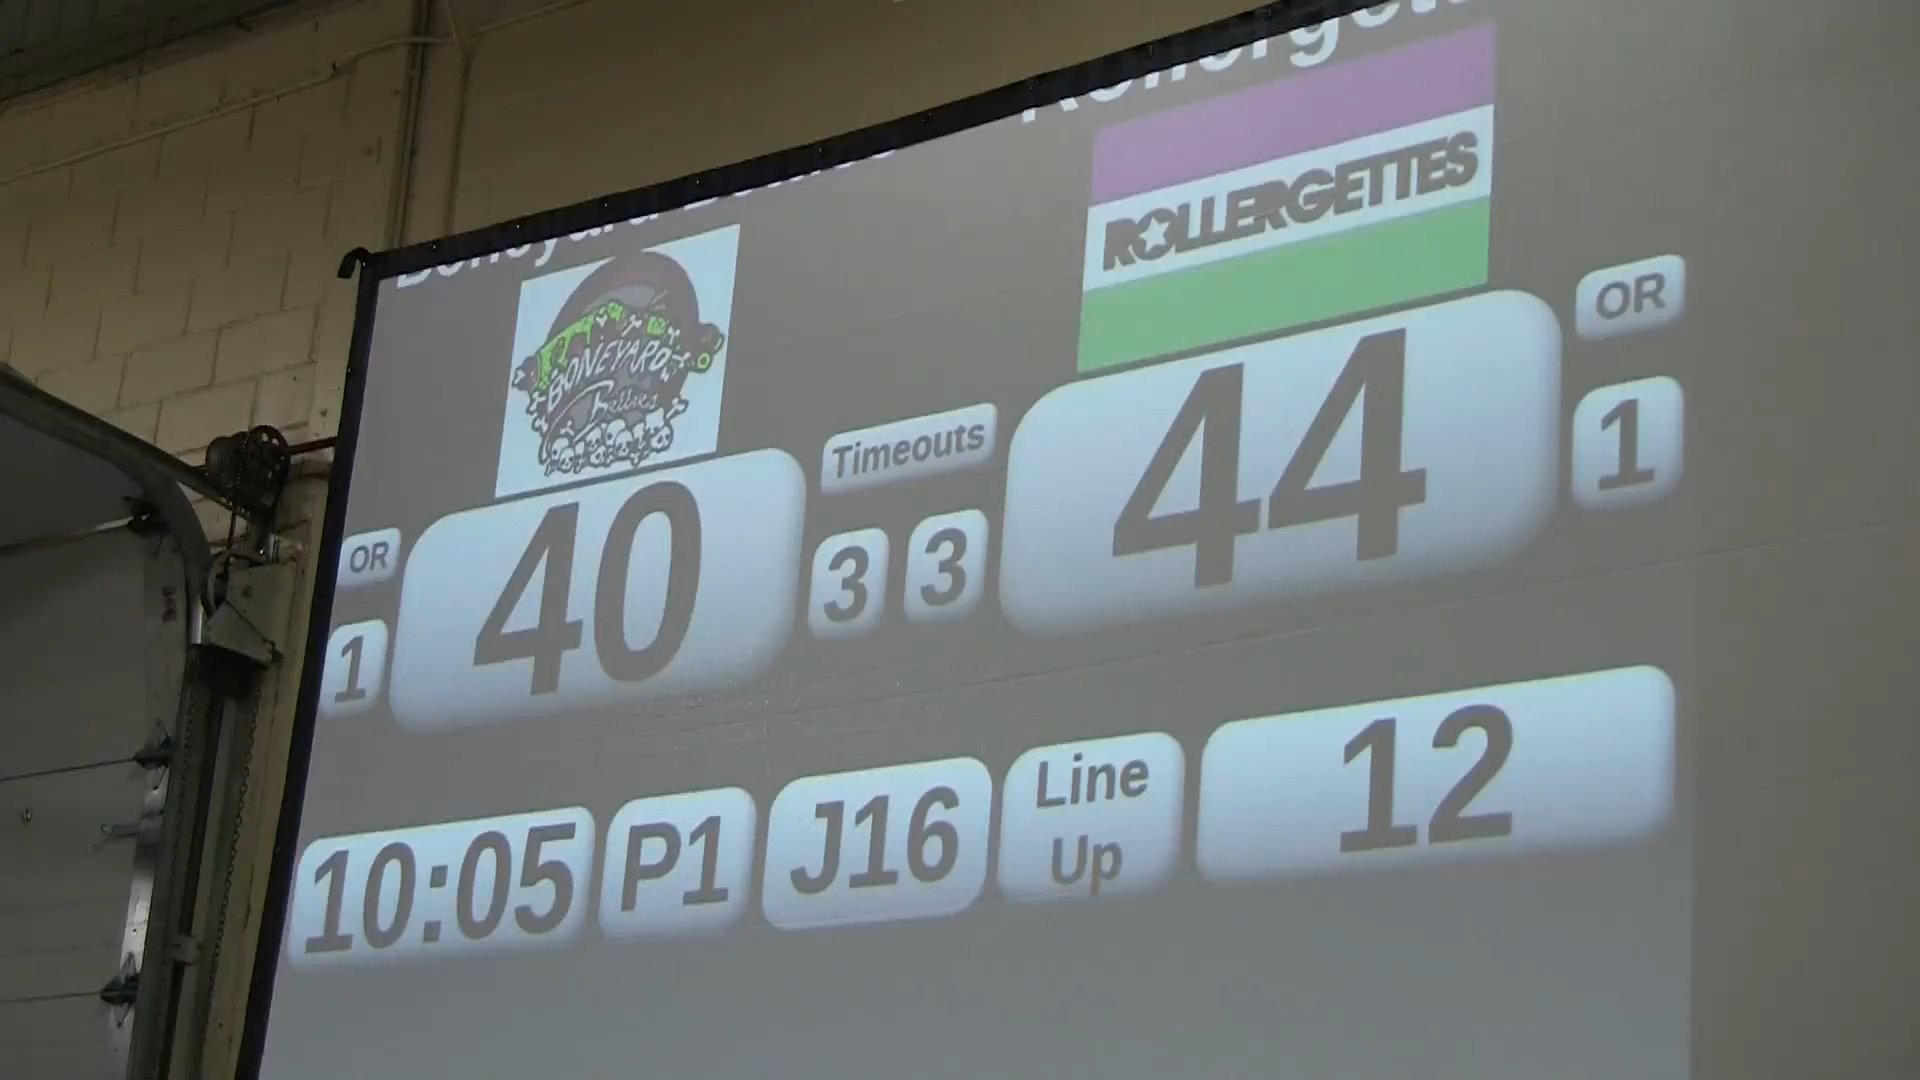 BONEYARD
Bellies
ROLLERGETTES
OR
1
40
Timeouts
3 3
44
OR
1
10:05 P1 J16 Line Up 12